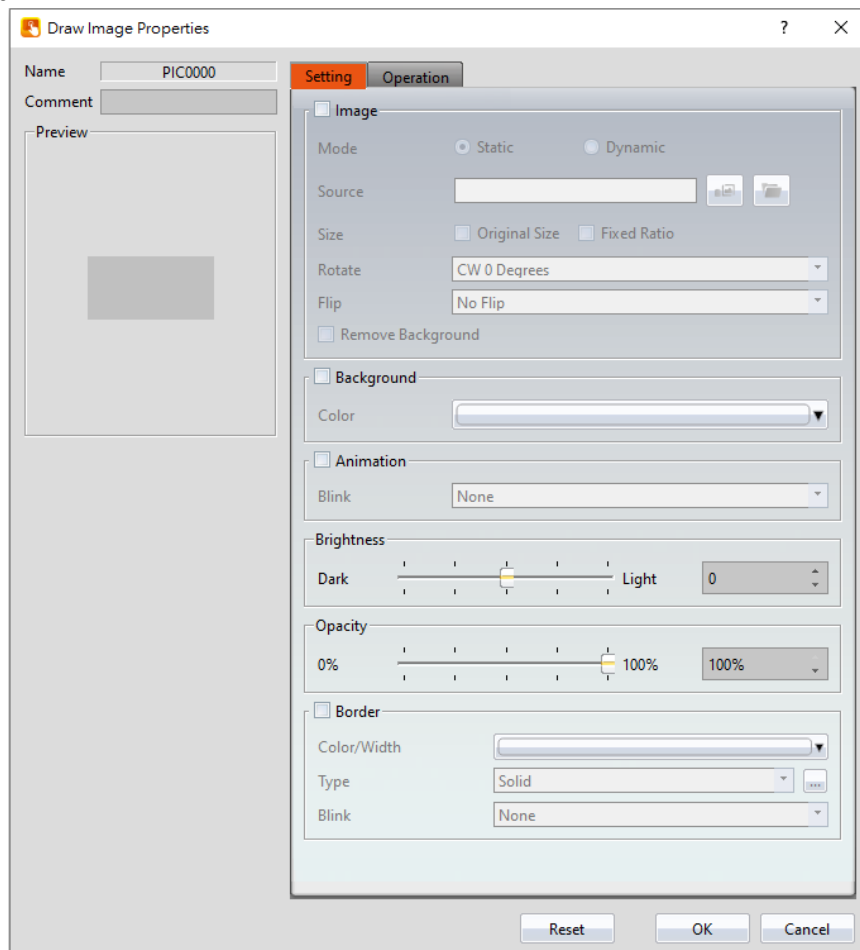 Draw Image Properties ? ×
Name PIC0000
Comment
Preview
Setting Operation
Image
Mode Static Dynamic
Source
Size Original Size Fixed Ratio
Rotate CW 0 Degrees
Flip No Flip
Remove Background
Background
Color
Animation
Blink None
Brightness
Dark Light 0
Opacity
0% 100% 100%
Border
Color/Width
Type Solid ...
Blink None
Reset OK Cancel